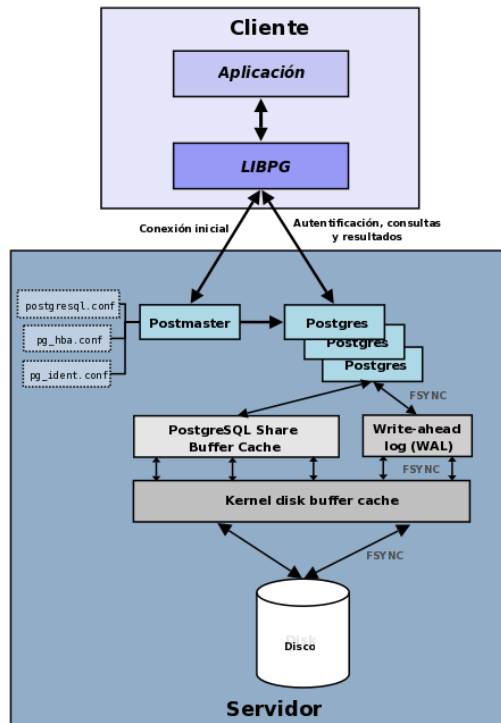 Cliente
Aplicación
LIBPG
Conexión inicial
Autentificación, consultas
y resultados
postgresql.conf
pg_hba.conf
pg_ident.conf
Postmaster
Postgres
Postgres
Postgres
FSYNC
PostgreSQL Share
Buffer Cache
Write-ahead
log (WAL)
FSYNC
Kernel disk buffer cache
FSYNC
Disk
Disco
Servidor